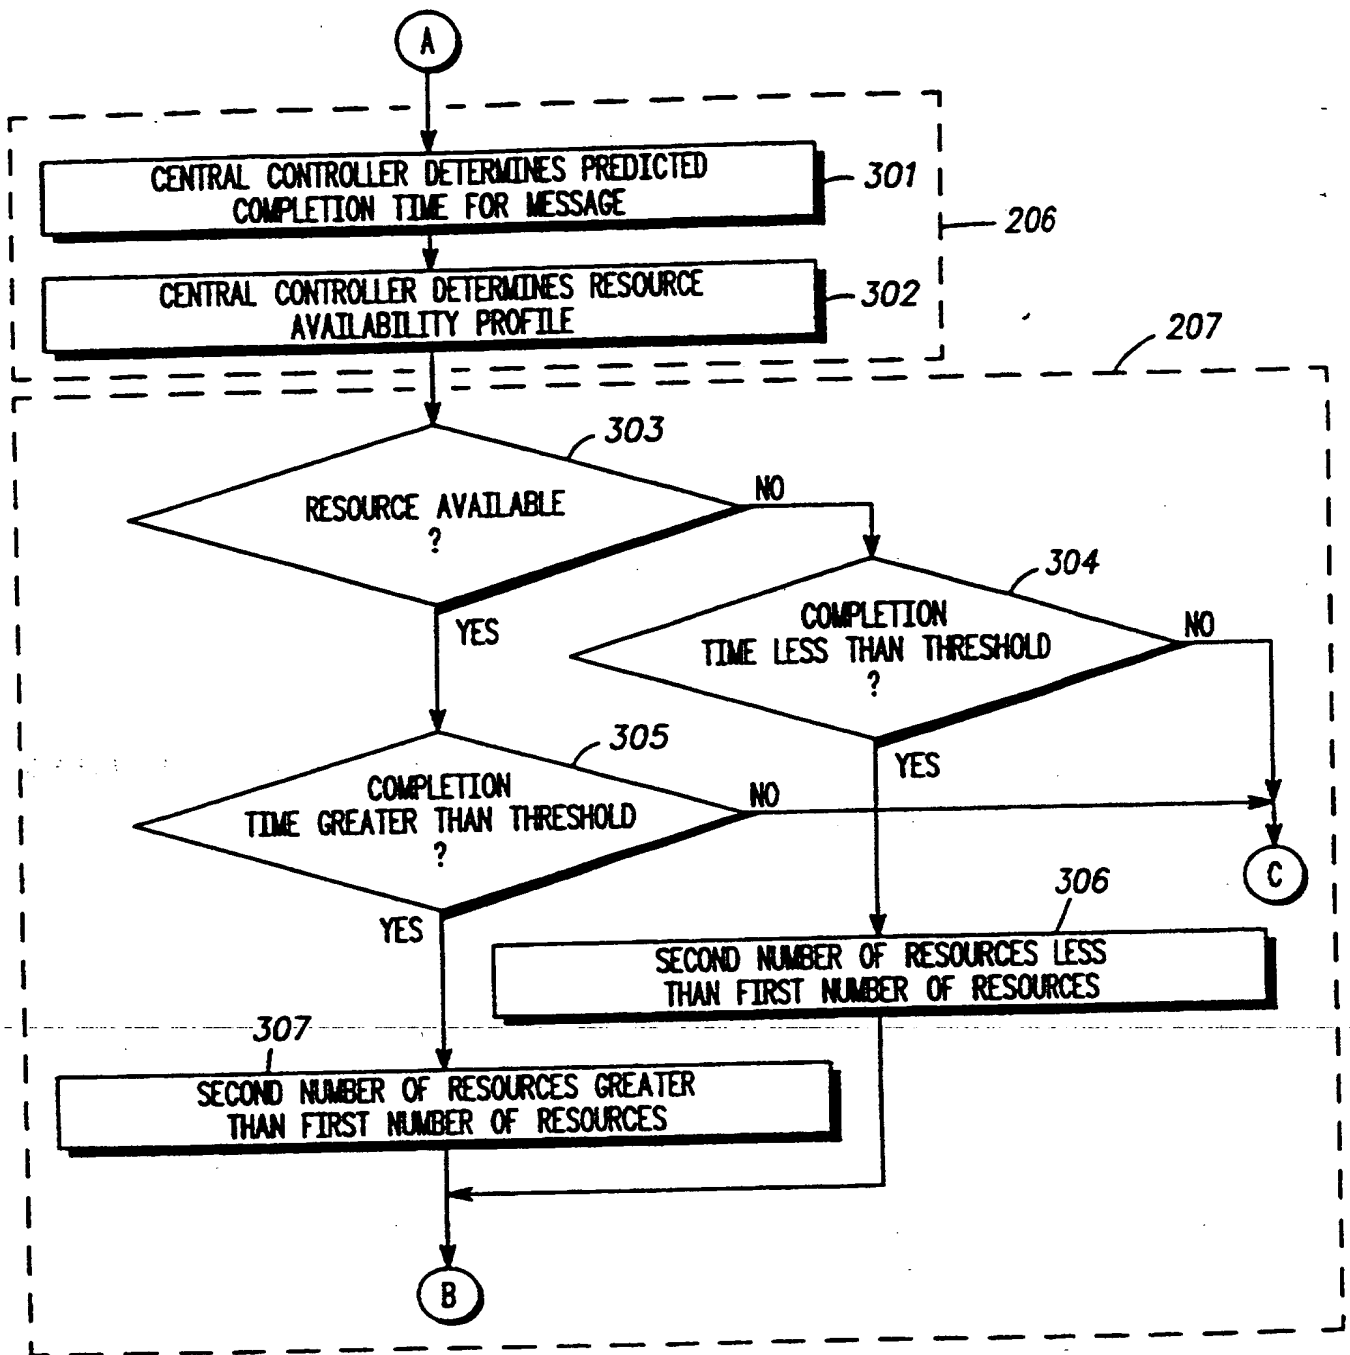 A
CENTRAL CONTROLLER DETERMINES PREDICTED
COMPLETION TIME FOR MESSAGE
301
206
CENTRAL CONTROLLER DETERMINES RESOURCE
AVAILABILITY PROFILE
302
207
303
RESOURCE AVAILABLE
?
NO
YES
304
COMPLETION
TIME LESS THAN THRESHOLD
?
NO
YES
305
COMPLETION
TIME GREATER THAN THRESHOLD
?
NO
YES
C
306
SECOND NUMBER OF RESOURCES LESS
THAN FIRST NUMBER OF RESOURCES
307
SECOND NUMBER OF RESOURCES GREATER
THAN FIRST NUMBER OF RESOURCES
B